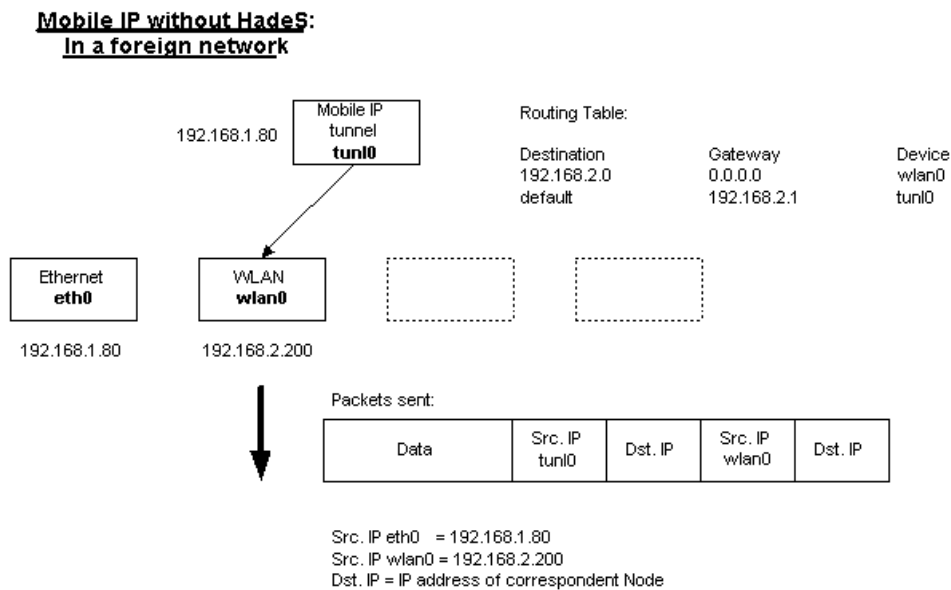 Mobile IP without HadeS:
In a foreign network
Mobile IP
tunnel
tunl0
192.168.1.80
Routing Table:
Destination Gateway Device
192.168.2.0 0.0.0.0 wlan0
default 192.168.2.1 tunl0
Ethernet
eth0
WLAN
wlan0
192.168.1.80
192.168.2.200
Packets sent:
Data
Src. IP
tunl0
Dst. IP
Src. IP
wlan0
Dst. IP
Src. IP eth0 = 192.168.1.80
Src. IP wlan0 = 192.168.2.200
Dst. IP = IP address of correspondent Node